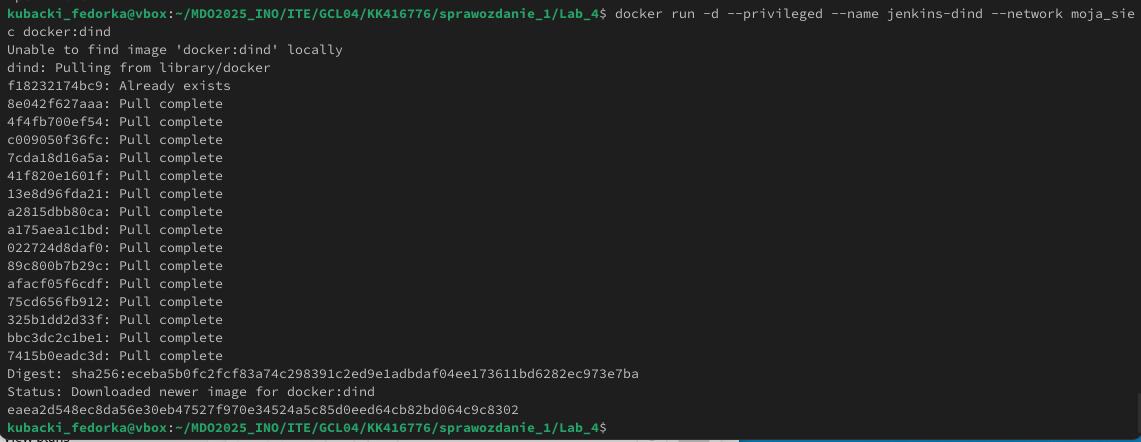 kubacki_fedorka@vbox:~/MDO2025_INO/ITE/GCL04/KK416776/sprawozdanie_1/Lab_4$ docker run -d --privileged --name jenkins-dind --network moja_sie
c docker:dind
Unable to find image 'docker:dind' locally
dind: Pulling from library/docker
f18232174bc9: Already exists
8e042f627aaa: Pull complete
4f4fb700ef54: Pull complete
c009050f36fc: Pull complete
7cda18d16a5a: Pull complete
41f820e1601f: Pull complete
13e8d96fda21: Pull complete
a2815dbb80ca: Pull complete
a175aea1c1bd: Pull complete
022724d8daf0: Pull complete
89c800b7b29c: Pull complete
afacf05f6cdf: Pull complete
75cd656fb912: Pull complete
325b1dd2d33f: Pull complete
bbc3dc2c1be1: Pull complete
7415b0eadc3d: Pull complete
Digest: sha256:eceba5b0fc2fcf83a74c298391c2ed9e1adbdaf04ee173611bd6282ec973e7ba
Status: Downloaded newer image for docker:dind
eaea2d548ec8da56e30eb47527f970e34524a5c85d0eed64cb82bd064c9c8302
kubacki_fedorka@vbox:~/MDO2025_INO/ITE/GCL04/KK416776/sprawozdanie_1/Lab_4$